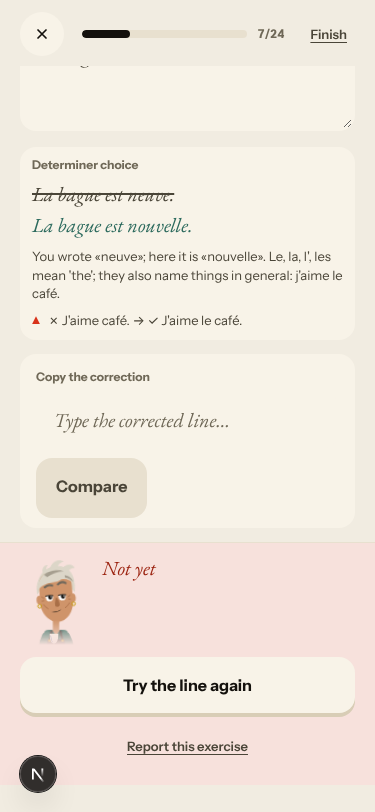 × 7/24 Finish
Determiner choice
La bague est neuve.
La bague est nouvelle.
You wrote «neuve»; here it is «nouvelle». Le, la, l', les
mean 'the'; they also name things in general: j'aime le
café.
▲ × J'aime café. → ✓ J'aime le café.
Copy the correction
Type the corrected line...
Compare
Not yet
Try the line again
Report this exercise
N